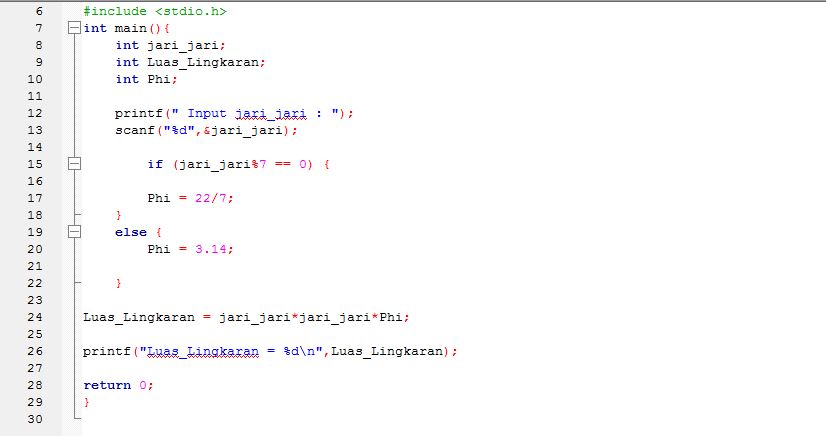 6 #include <stdio.h>
7 int main(){
8 int jari_jari;
9 int Luas_Lingkaran;
10 int Phi;
11
12 printf(" Input jari_jari : ");
13 scanf("%d",&jari_jari);
14
15 if (jari_jari%7 == 0) {
16
17 Phi = 22/7;
18 }
19 else {
20 Phi = 3.14;
21
22 }
23
24 Luas_Lingkaran = jari_jari*jari_jari*Phi;
25
26 printf("Luas_Lingkaran = %d\n",Luas_Lingkaran);
27
28 return 0;
29 }
30